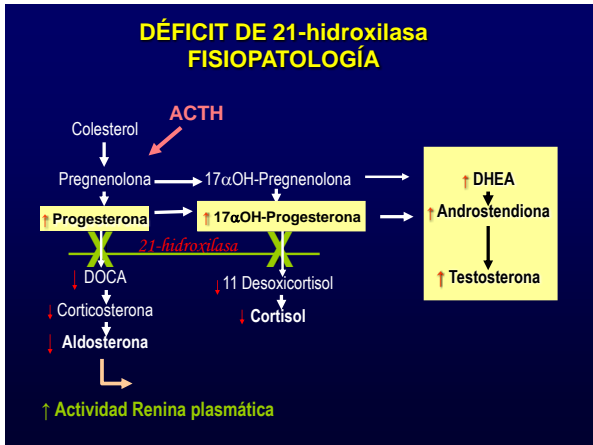 DÉFICIT DE 21-hidroxilasa
FISIOPATOLOGÍA
ACTH
Colesterol
Pregnenolona 17αOH-Pregnenolona ↑ DHEA
↑ Progesterona ↑ 17αOH-Progesterona ↑ Androstendiona
21-hidroxilasa
↓ DOCA ↓ 11 Desoxicortisol ↑ Testosterona
↓ Corticosterona ↓ Cortisol
↓ Aldosterona
↑ Actividad Renina plasmática